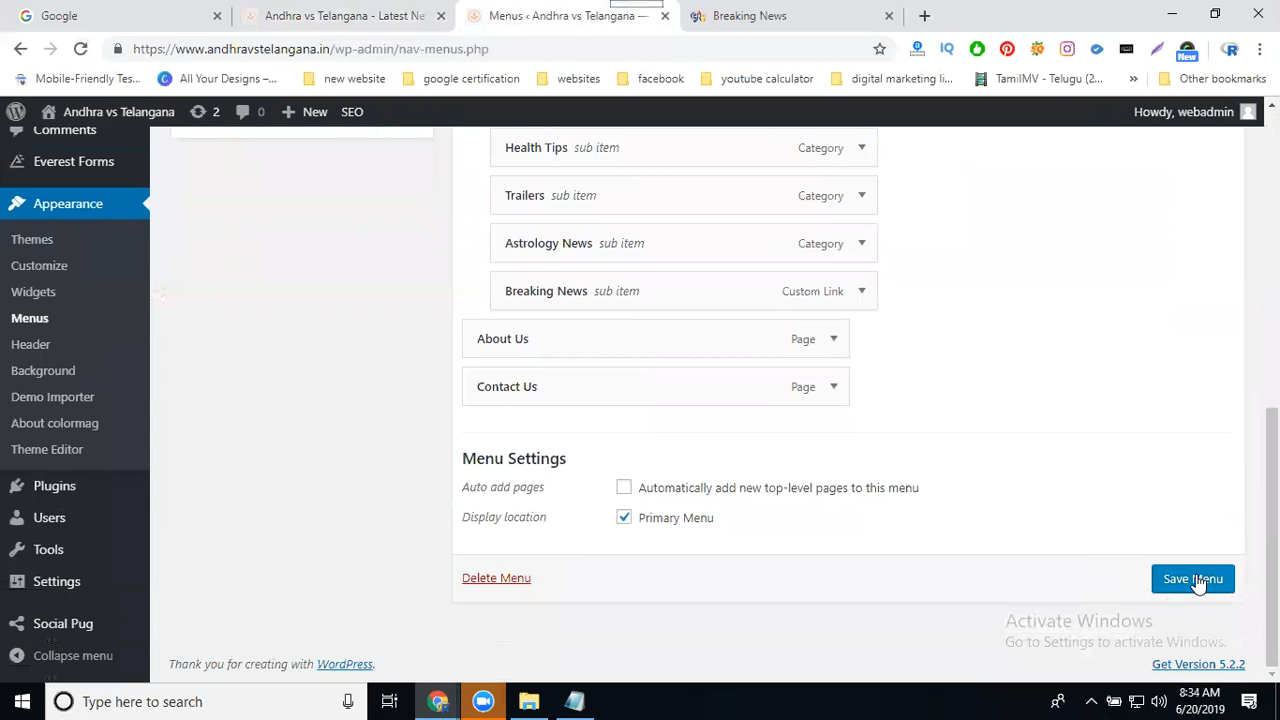 Google
Andhra vs Telangana - Latest Ne
Menus ‹ Andhra vs Telangana —
Breaking News
https://www.andhravstelangana.in/wp-admin/nav-menus.php
New
Mobile-Friendly Tes...
All Your Designs –...
new website
google certification
websites
facebook
youtube calculator
digital marketing li...
TamilMV - Telugu (2...
Other bookmarks
Andhra vs Telangana
2
0
New
SEO
Howdy, webadmin
Comments
Everest Forms
Appearance
Themes
Customize
Widgets
Menus
Header
Background
Demo Importer
About colormag
Theme Editor
Plugins
Users
Tools
Settings
Social Pug
Collapse menu
Health Tips sub item Category
Trailers sub item Category
Astrology News sub item Category
Breaking News sub item Custom Link
About Us Page
Contact Us Page
Menu Settings
Auto add pages Automatically add new top-level pages to this menu
Display location Primary Menu
Delete Menu
Save Menu
Activate Windows
Go to Settings to activate Windows.
Thank you for creating with WordPress.
Get Version 5.2.2
Type here to search
8:34 AM
6/20/2019